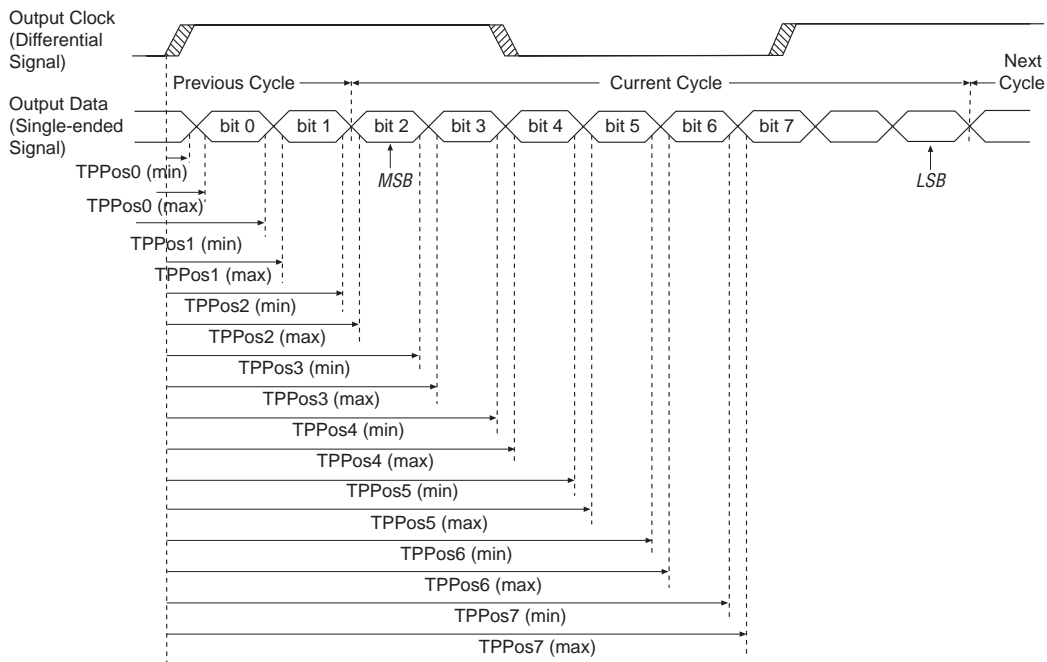 Output Clock
(Differential
Signal)
Previous Cycle
Current Cycle
Next
Cycle
Output Data
(Single-ended
Signal)
bit 0
bit 1
bit 2
bit 3
bit 4
bit 5
bit 6
bit 7
MSB
LSB
TPPos0 (min)
TPPos0 (max)
TPPos1 (min)
TPPos1 (max)
TPPos2 (min)
TPPos2 (max)
TPPos3 (min)
TPPos3 (max)
TPPos4 (min)
TPPos4 (max)
TPPos5 (min)
TPPos5 (max)
TPPos6 (min)
TPPos6 (max)
TPPos7 (min)
TPPos7 (max)